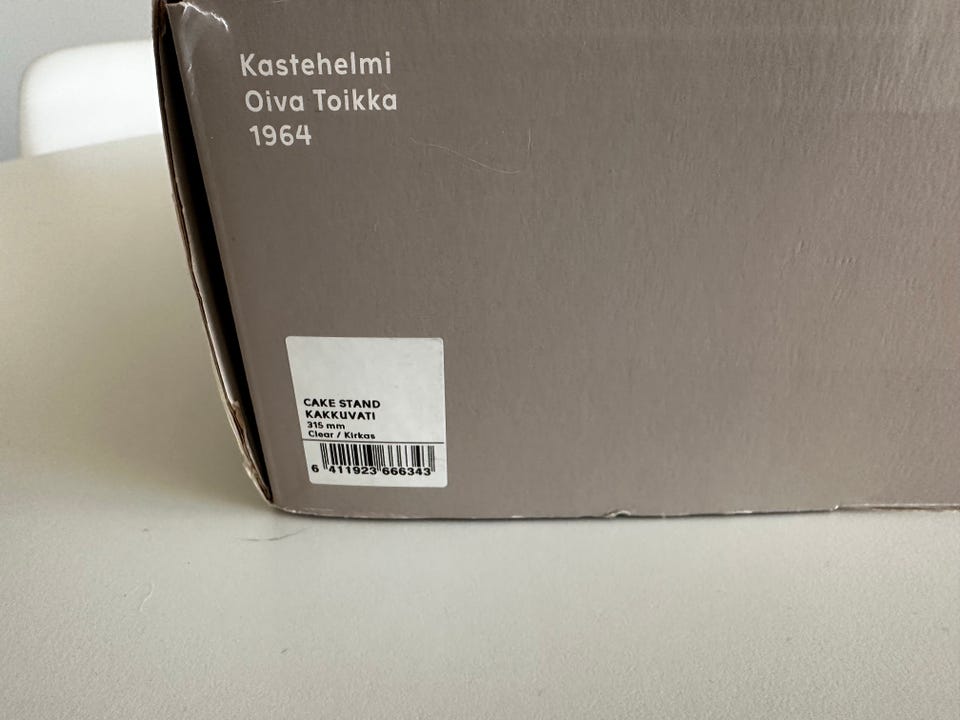 Kastehelmi
Oiva Toikka
1964
CAKE STAND
KAKKUVATI
315 mm
Clear / Kirkas
6 411923 666343